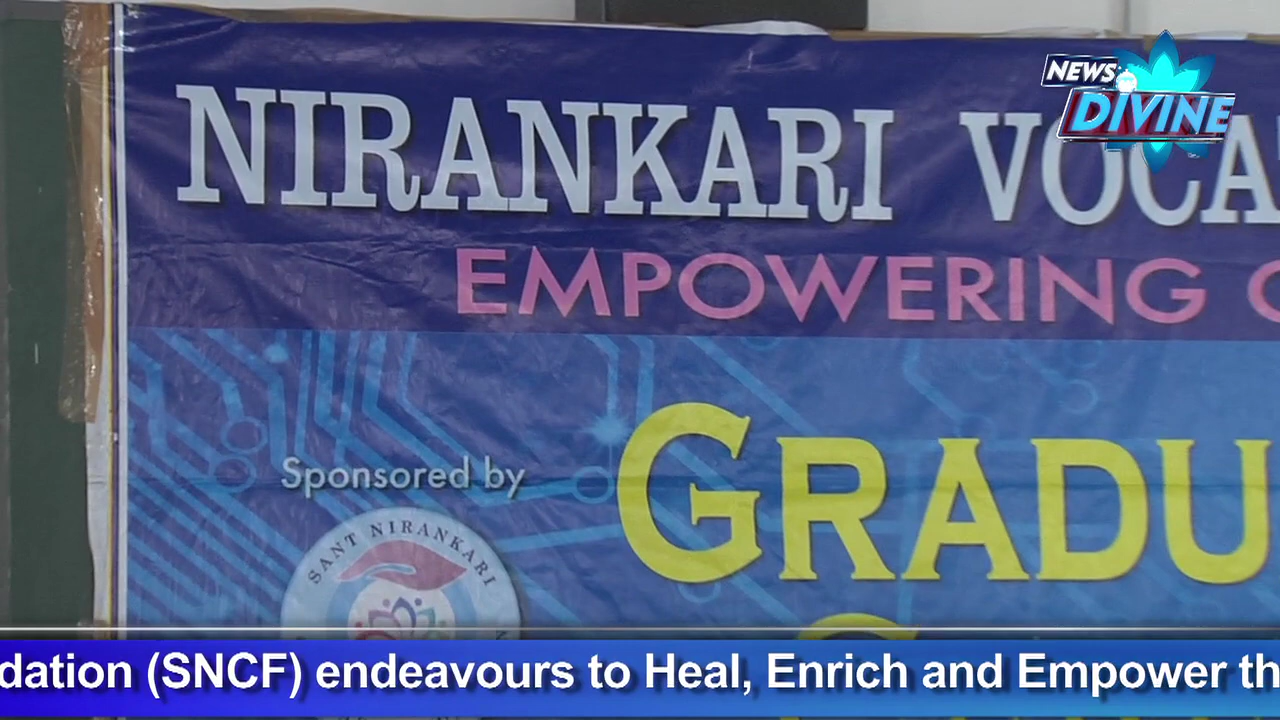 NEWS
DIVINE
NIRANKARI VOCA
EMPOWERING
GRADU
Sponsored by
SANT NIRANKARI
dation (SNCF) endeavours to Heal, Enrich and Empower th